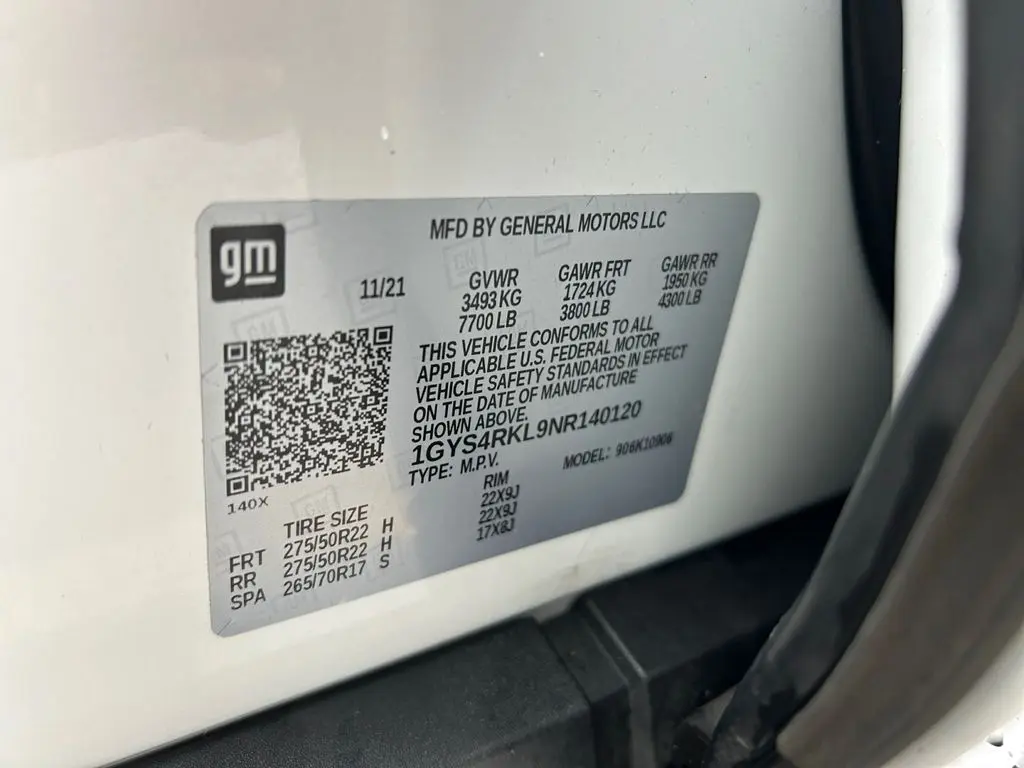 gm
MFD BY GENERAL MOTORS LLC
11/21
GVWR
3493 KG
7700 LB
GAWR FRT
1724 KG
3800 LB
GAWR RR
1950 KG
4300 LB
THIS VEHICLE CONFORMS TO ALL
APPLICABLE U.S. FEDERAL MOTOR
VEHICLE SAFETY STANDARDS IN EFFECT
ON THE DATE OF MANUFACTURE
SHOWN ABOVE.
1GYS4RKL9NR140120
TYPE: M.P.V.
MODEL: 906K10906
140X
TIRE SIZE RIM
FRT 275/50R22 H 22X9J
RR 275/50R22 H 22X9J
SPA 265/70R17 S 17X8J